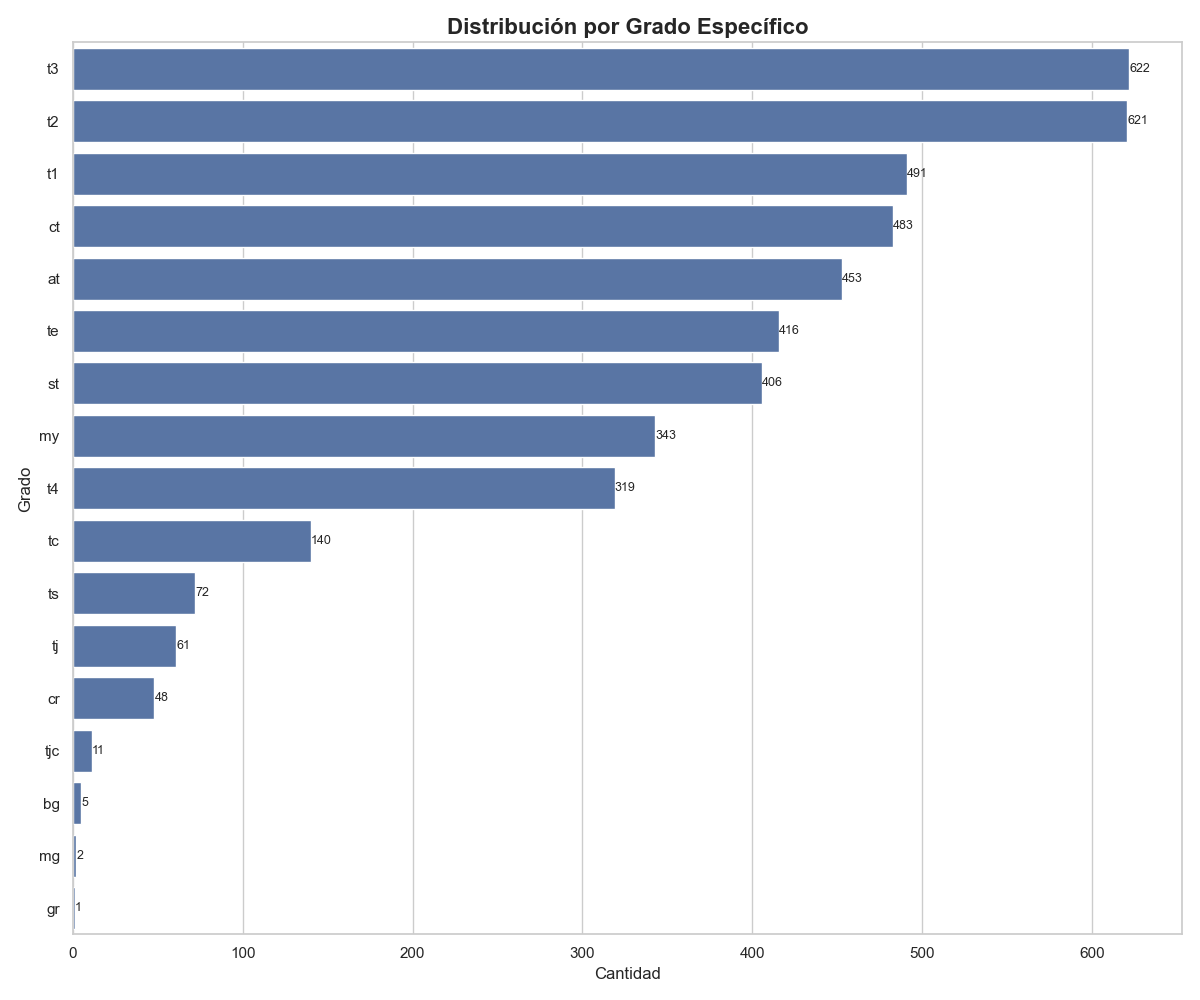 Distribución por Grado Específico
Grado
t3 622
t2 621
t1 491
ct 483
at 453
te 416
st 406
my 343
t4 319
tc 140
ts 72
tj 61
cr 48
tjc 11
bg 5
mg 2
gr 1
0 100 200 300 400 500 600
Cantidad